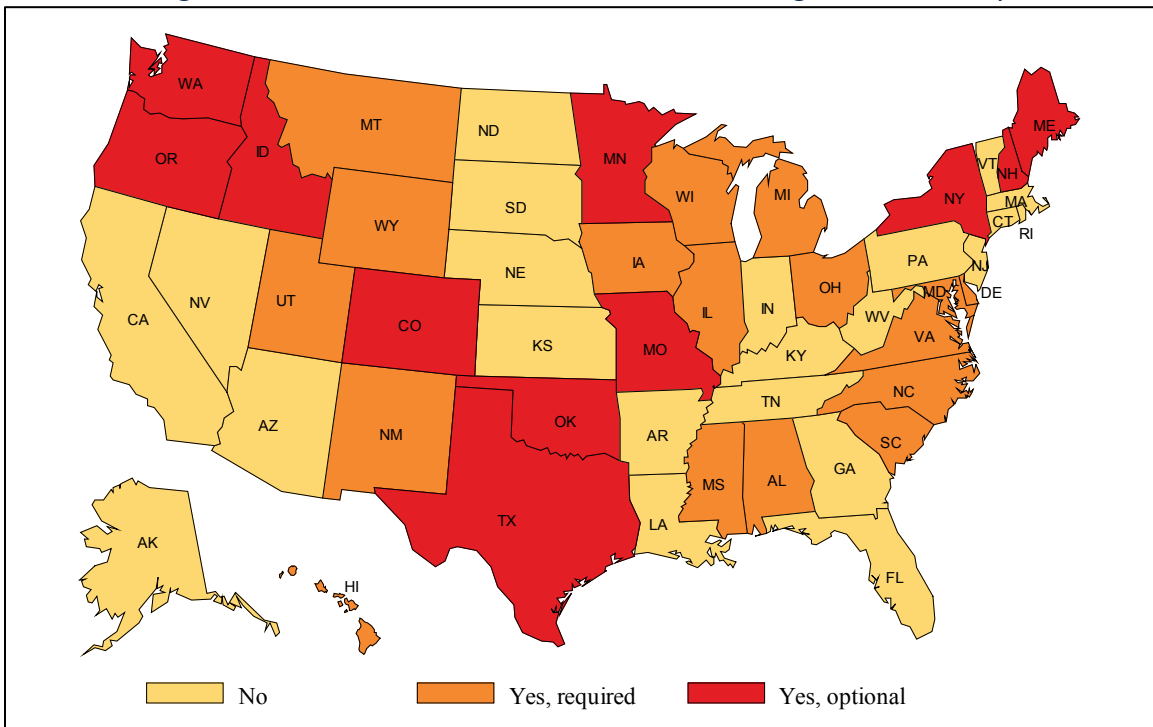 WA
MT
ND
ME
OR
ID
MN
VT
NH
WI
MI
NY
MA
SD
WY
CT
RI
IA
PA
NE
NJ
OH
DE
MD
NV
UT
IL
IN
WV
CA
CO
VA
KS
MO
KY
NC
TN
OK
AZ
NM
AR
SC
MS
AL
GA
TX
LA
AK
FL
HI
No
Yes, required
Yes, optional